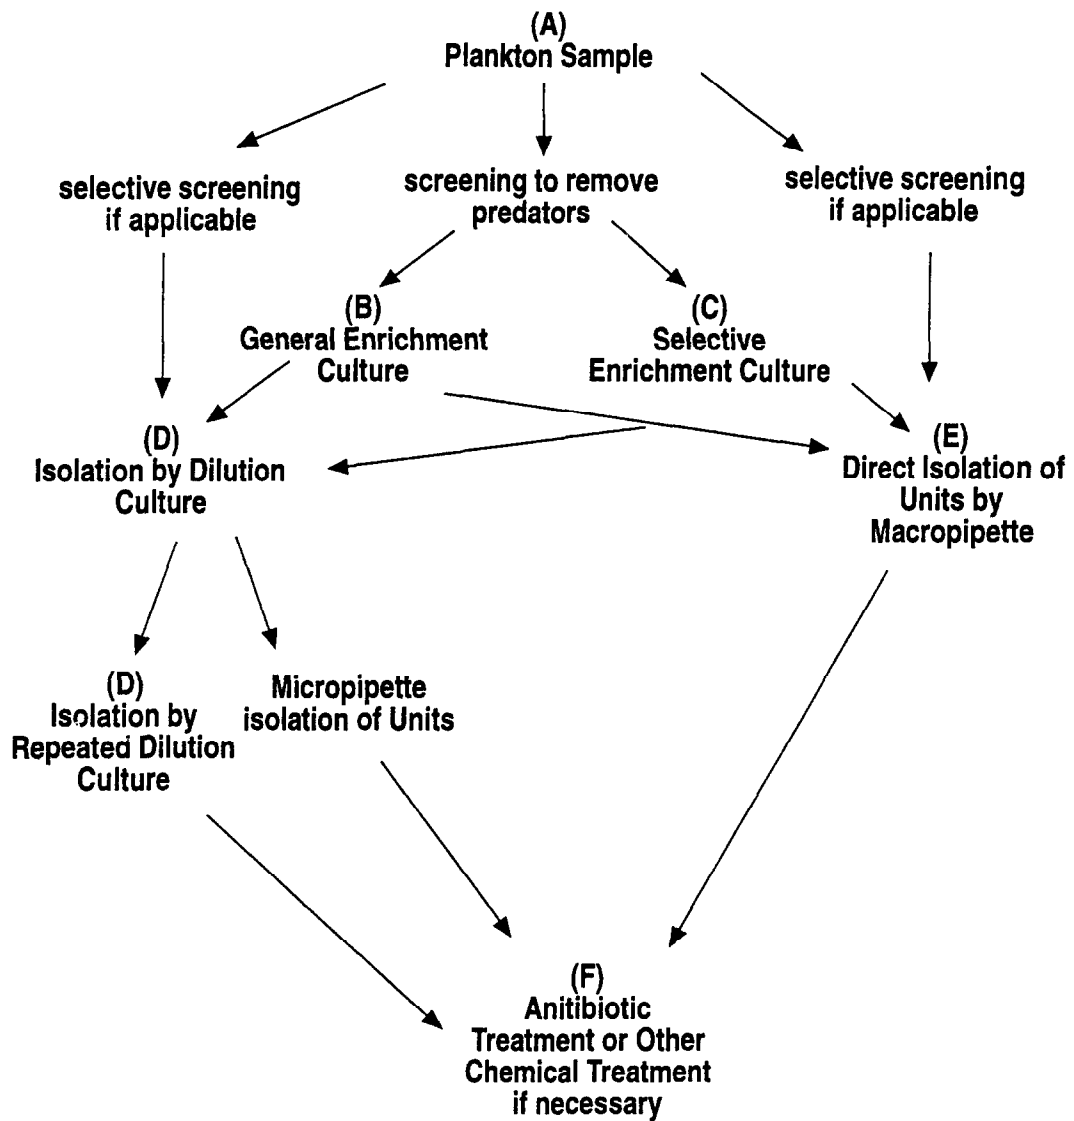 (A)
Plankton Sample
selective screening
if applicable
screening to remove
predators
selective screening
if applicable
(B)
General Enrichment
Culture
(C)
Selective
Enrichment Culture
(D)
Isolation by Dilution
Culture
(E)
Direct Isolation of
Units by
Macropipette
(D)
Isolation by
Repeated Dilution
Culture
Micropipette
isolation of Units
(F)
Anitibiotic
Treatment or Other
Chemical Treatment
if necessary